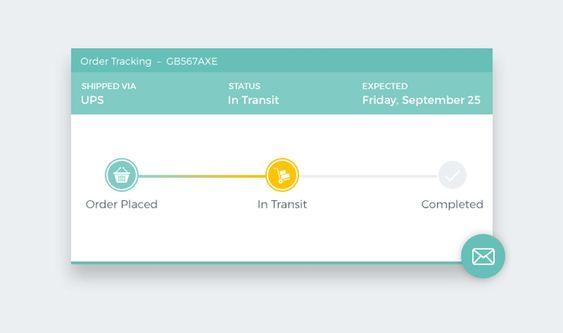 Order Tracking – GB567AXE
SHIPPED VIA
UPS
STATUS
In Transit
EXPECTED
Friday, September 25
Order Placed
In Transit
Completed